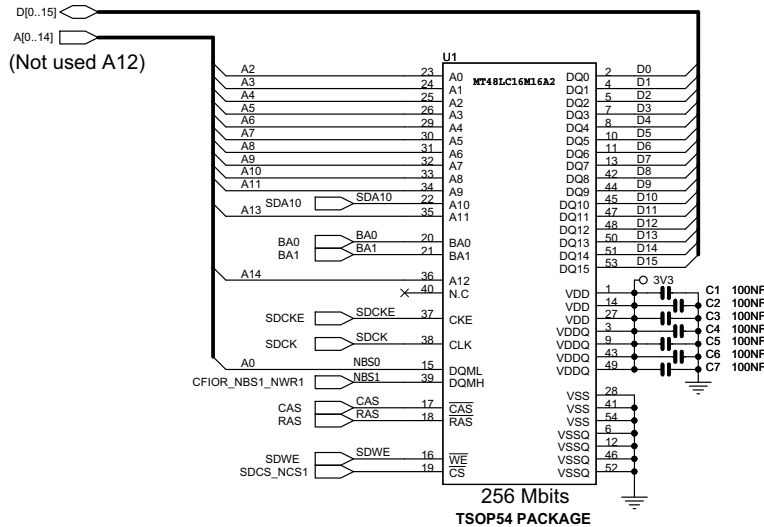 D[0..15]
A[0..14]
(Not used A12)
U1
MT48LC16M16A2
A2 23 A0 DQ0 2 D0
A3 24 A1 DQ1 4 D1
A4 25 A2 DQ2 5 D2
A5 26 A3 DQ3 7 D3
A6 29 A4 DQ4 8 D4
A7 30 A5 DQ5 10 D5
A8 31 A6 DQ6 11 D6
A9 32 A7 DQ7 13 D7
A10 33 A8 DQ8 42 D8
A11 34 A9 DQ9 44 D9
SDA10 SDA10 22 A10 DQ10 45 D10
A13 35 A11 DQ11 47 D11
DQ12 48 D12
BA0 BA0 20 BA0 DQ13 50 D13
BA1 BA1 21 BA1 DQ14 51 D14
DQ15 53 D15
A14 36 A12
3V3
40 N.C VDD 1 C1 100NF
VDD 14 C2 100NF
SDCKE SDCKE 37 CKE VDD 27 C3 100NF
VDDQ 3 C4 100NF
SDCK SDCK 38 CLK VDDQ 9 C5 100NF
VDDQ 43 C6 100NF
A0 NBS0 15 DQML VDDQ 49 C7 100NF
CFIOR_NBS1_NWR1 NBS1 39 DQMH
VSS 28
CAS CAS 17 CAS VSS 41
RAS RAS 18 RAS VSS 54
VSSQ 6
VSSQ 12
SDWE SDWE 16 WE VSSQ 46
SDCS_NCS1 19 CS VSSQ 52
256 Mbits
TSOP54 PACKAGE